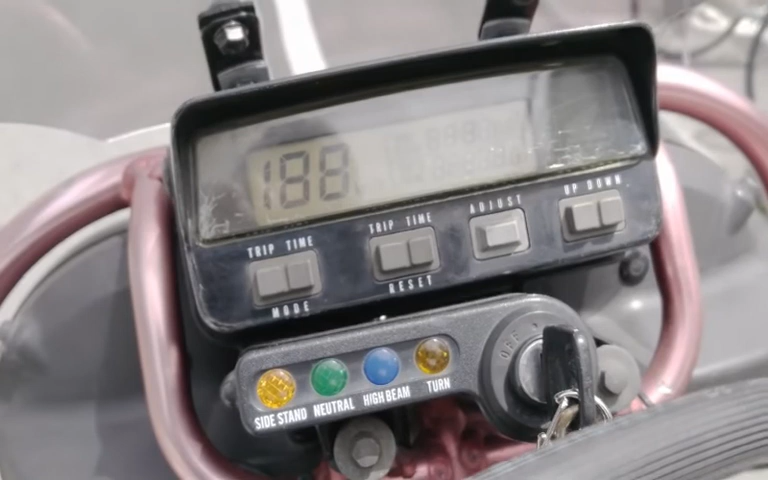 188
TRIP TIME
MODE
TRIP TIME
RESET
ADJUST
UP DOWN
OFF
SIDE STAND NEUTRAL HIGH BEAM TURN